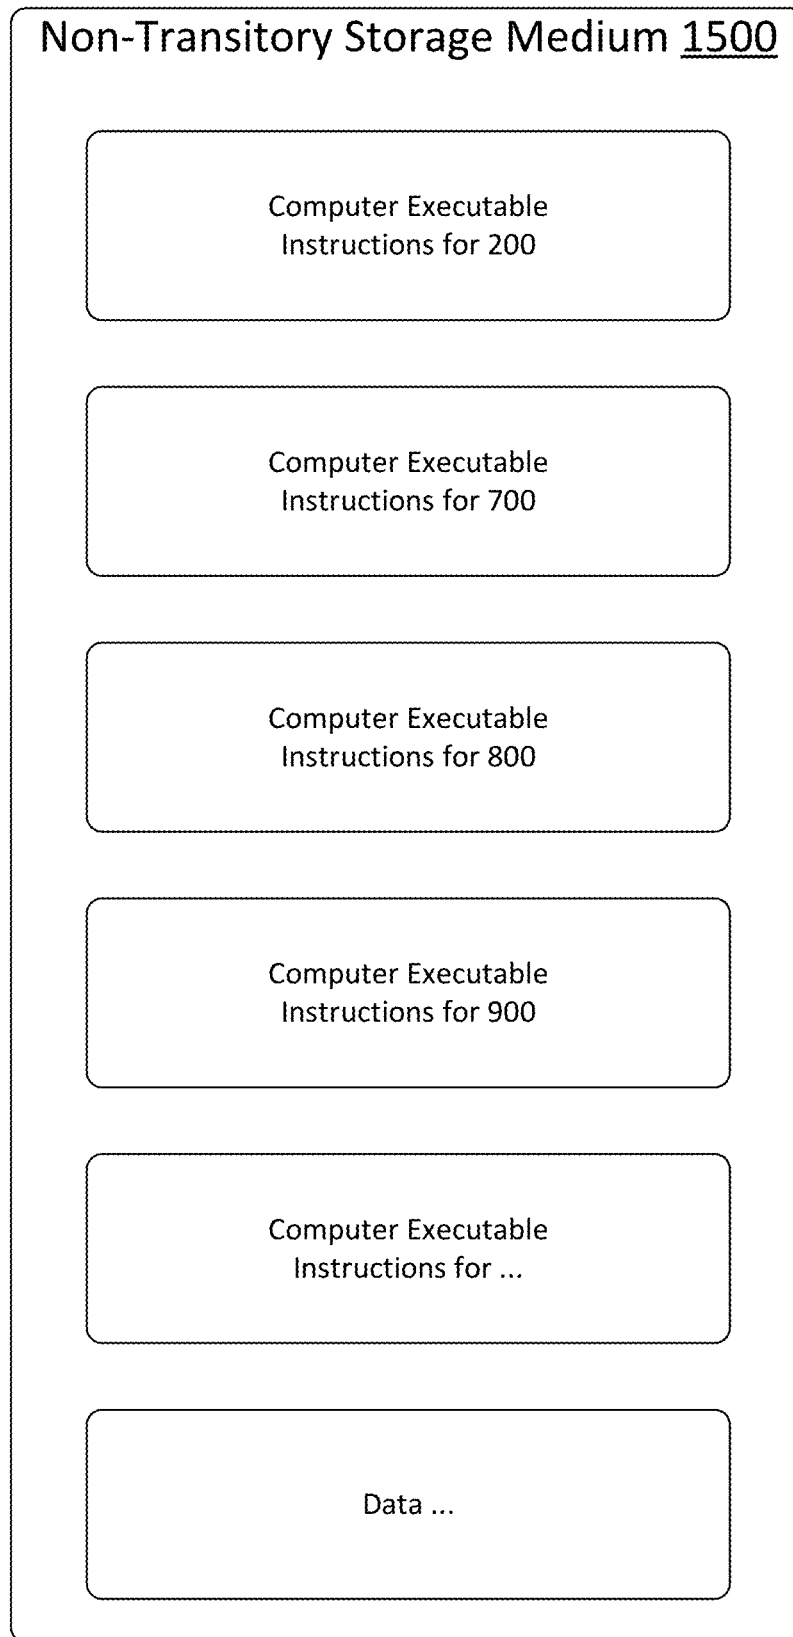 Non-Transitory Storage Medium 1500
Computer Executable
Instructions for 200
Computer Executable
Instructions for 700
Computer Executable
Instructions for 800
Computer Executable
Instructions for 900
Computer Executable
Instructions for ...
Data ...